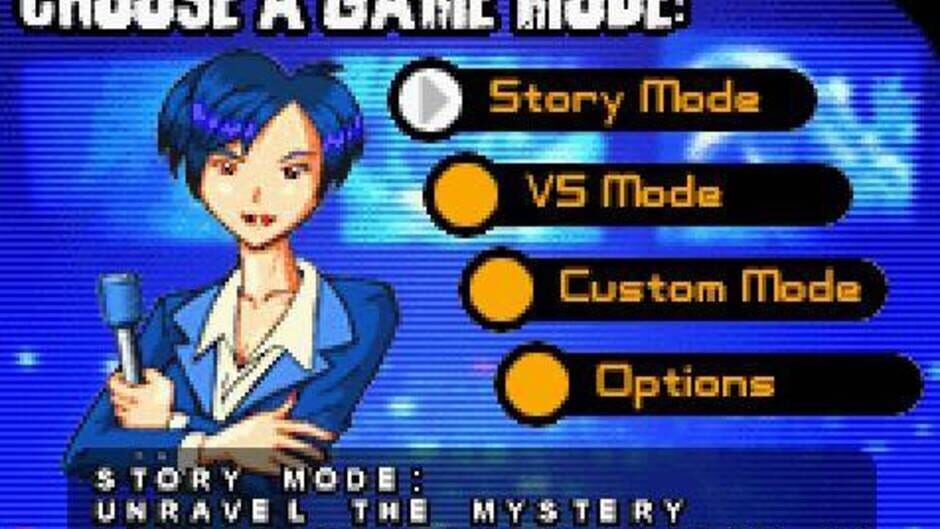 CHOOSE A GAME MODE:
Story Mode
VS Mode
Custom Mode
Options
STORY MODE:
UNRAVEL THE MYSTERY